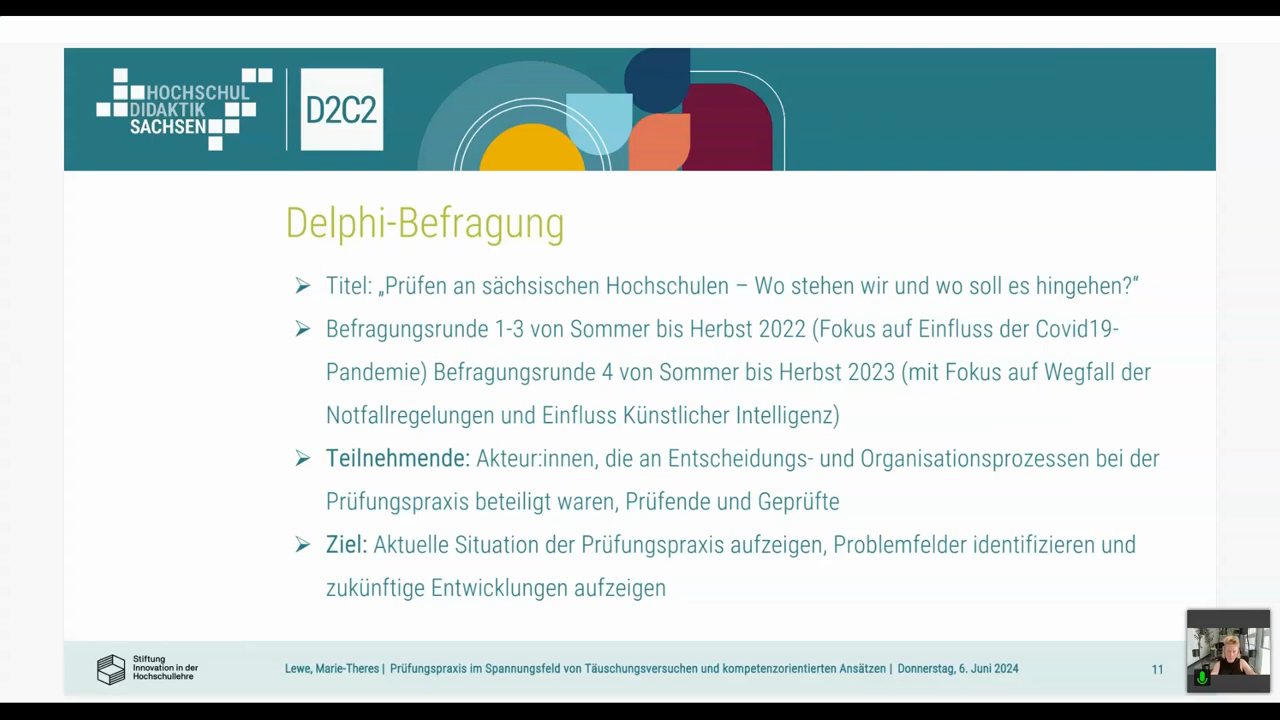 HOCHSCHUL
DIDAKTIK
SACHSEN
D2C2
Delphi-Befragung
➢ Titel: „Prüfen an sächsischen Hochschulen – Wo stehen wir und wo soll es hingehen?“
➢ Befragungsrunde 1-3 von Sommer bis Herbst 2022 (Fokus auf Einfluss der Covid19-
Pandemie) Befragungsrunde 4 von Sommer bis Herbst 2023 (mit Fokus auf Wegfall der
Notfallregelungen und Einfluss Künstlicher Intelligenz)
➢ Teilnehmende: Akteur:innen, die an Entscheidungs- und Organisationsprozessen bei der
Prüfungspraxis beteiligt waren, Prüfende und Geprüfte
➢ Ziel: Aktuelle Situation der Prüfungspraxis aufzeigen, Problemfelder identifizieren und
zukünftige Entwicklungen aufzeigen
Stiftung
Innovation in der
Hochschullehre
Lewe, Marie-Theres | Prüfungspraxis im Spannungsfeld von Täuschungsversuchen und kompetenzorientierten Ansätzen | Donnerstag, 6. Juni 2024
11